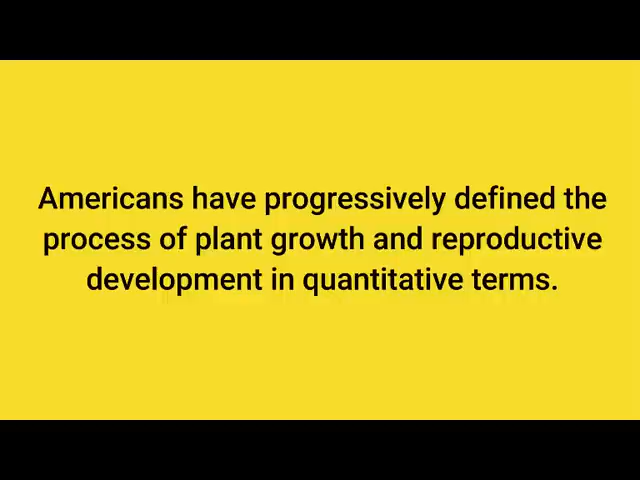 Americans have progressively defined the
process of plant growth and reproductive
development in quantitative terms.